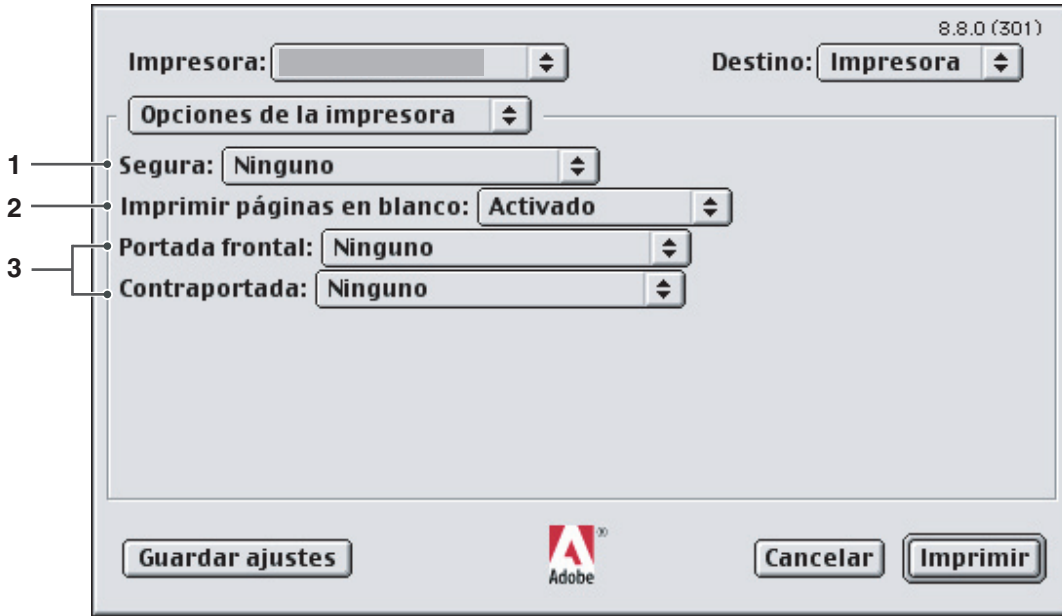 8.8.0 (301)
Impresora: Destino: Impresora
Opciones de la impresora
1 Segura: Ninguno
2 Imprimir páginas en blanco: Activado
3 Portada frontal: Ninguno
Contraportada: Ninguno
Guardar ajustes Adobe® Cancelar Imprimir